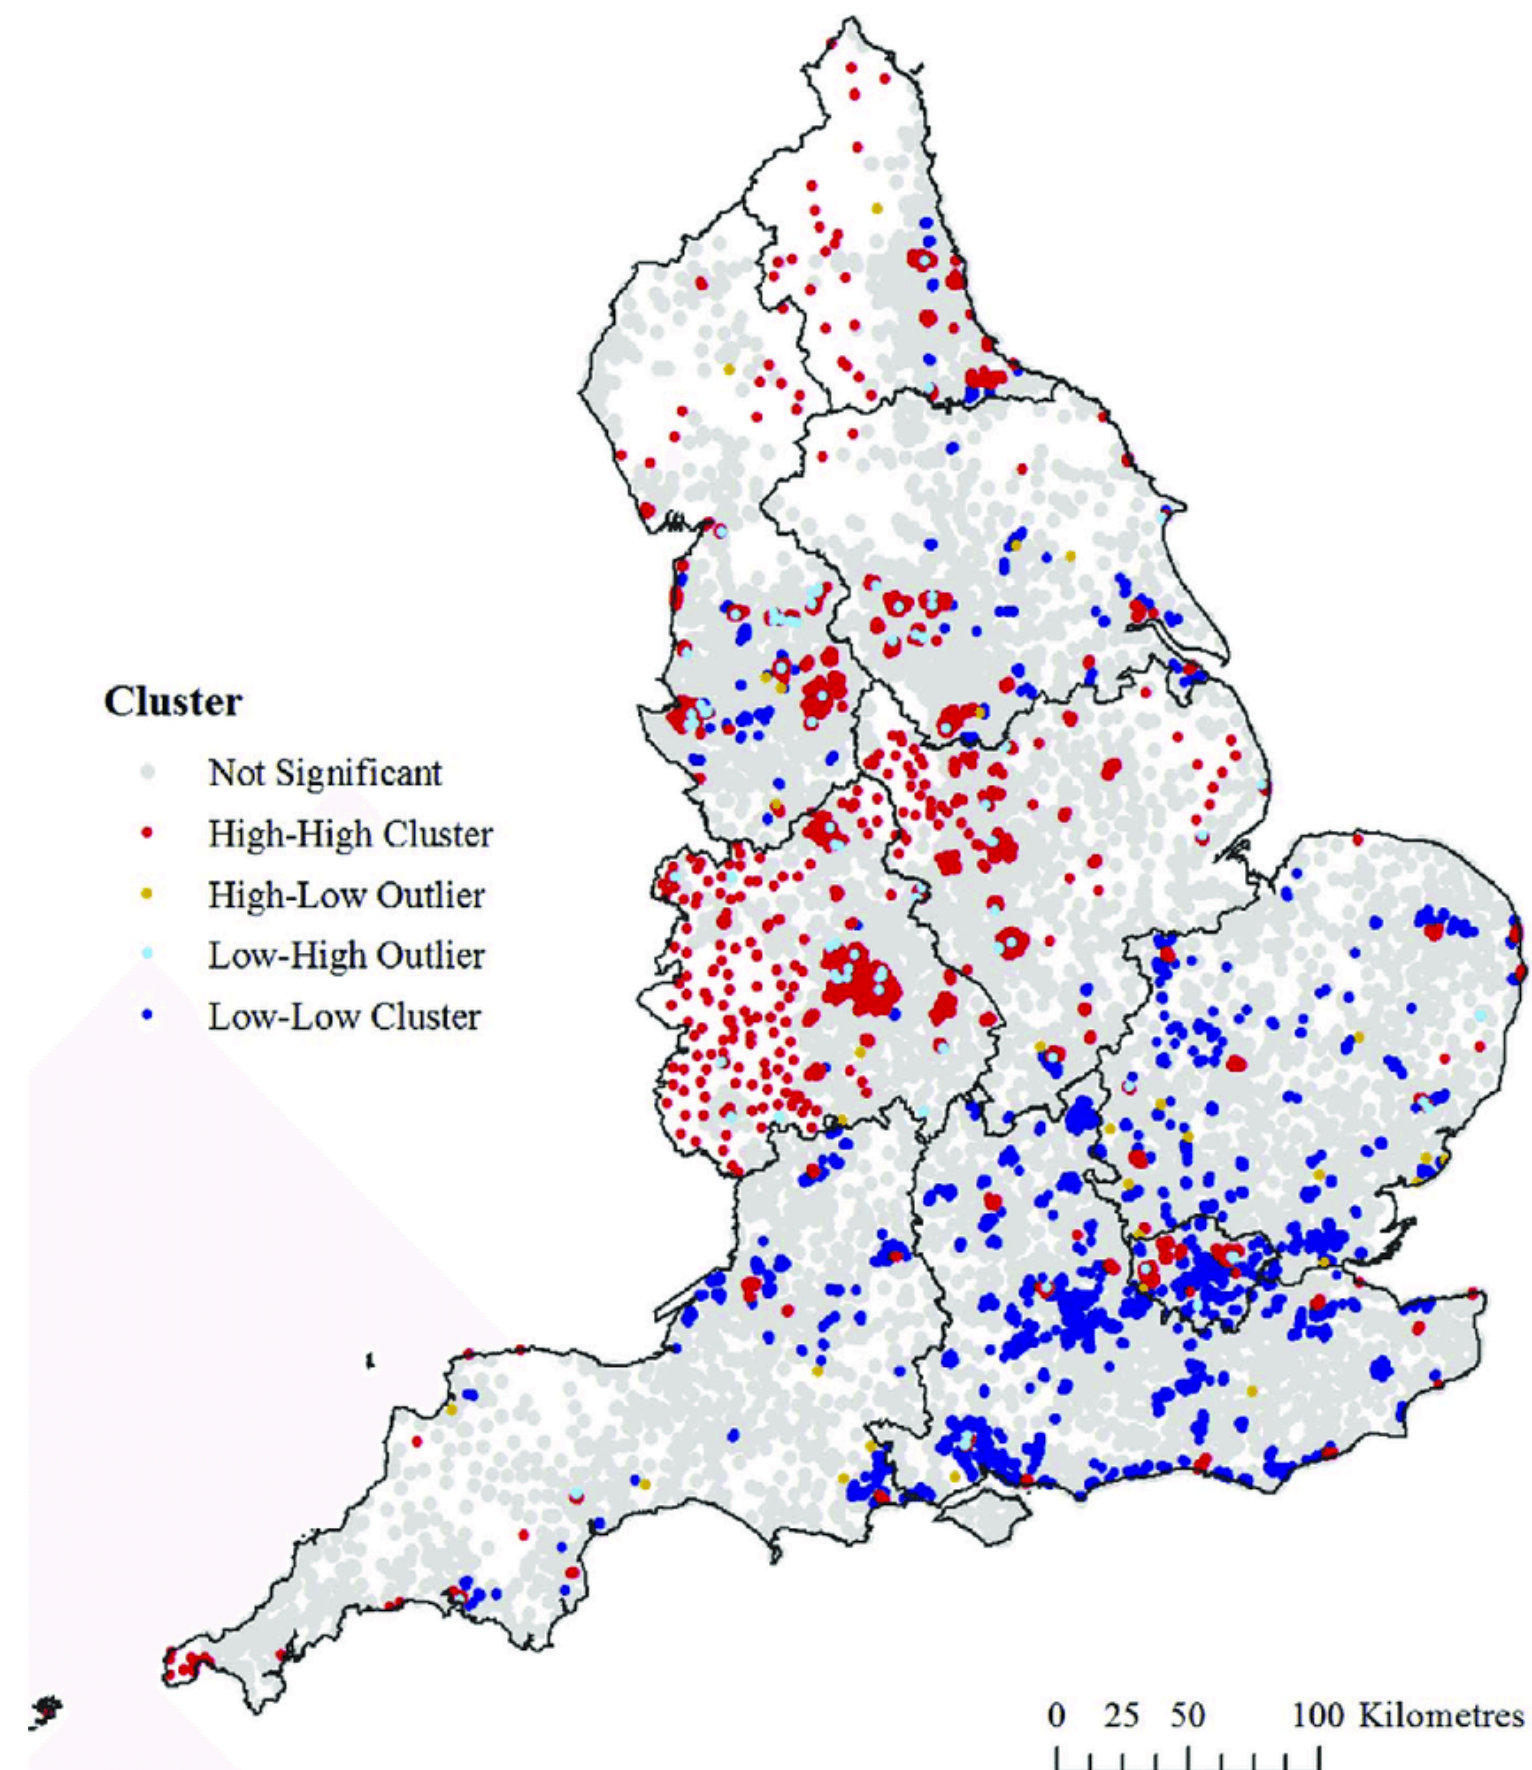 Cluster
Not Significant
High-High Cluster
High-Low Outlier
Low-High Outlier
Low-Low Cluster
0 25 50 100 Kilometres